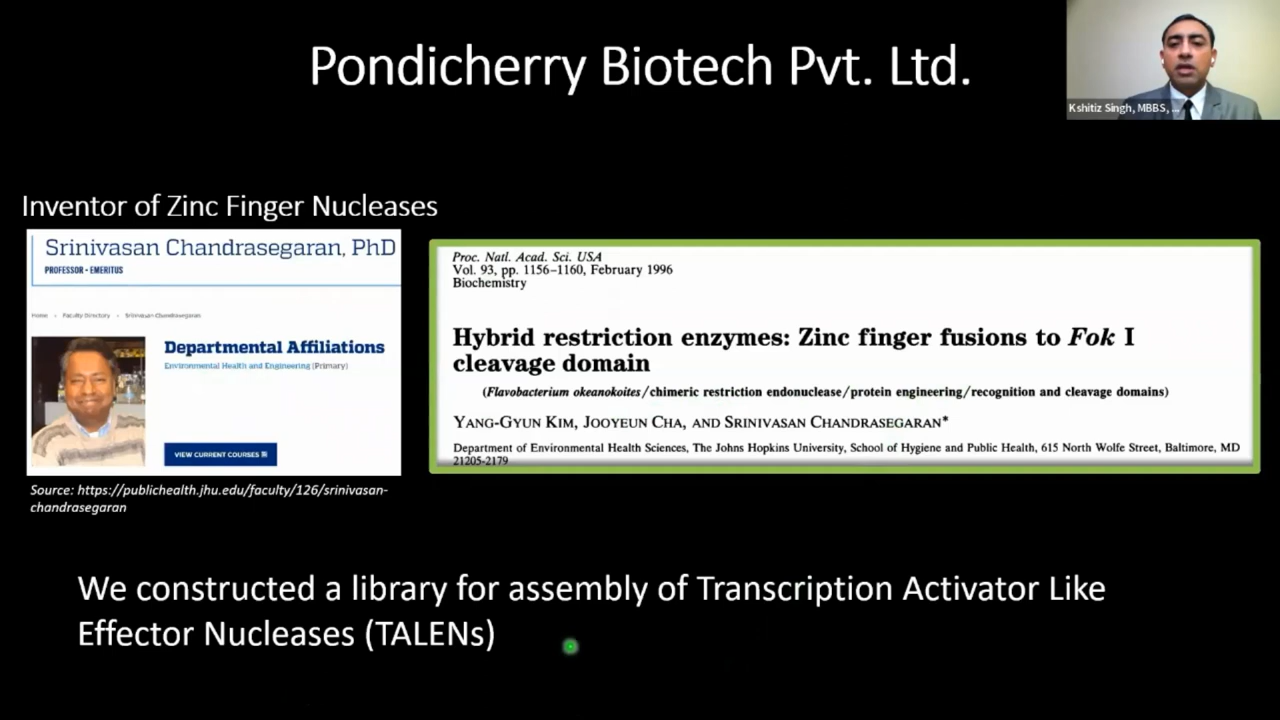 Pondicherry Biotech Pvt. Ltd.
Kshitiz Singh, MBBS, ...
Inventor of Zinc Finger Nucleases
Srinivasan Chandrasegaran, PhD
PROFESSOR - EMERITUS
Home Faculty Directory Srinivasan Chandrasegaran
Departmental Affiliations
Environmental Health and Engineering (Primary)
VIEW CURRENT COURSES
Source: https://publichealth.jhu.edu/faculty/126/srinivasan-
chandrasegaran
Proc. Natl. Acad. Sci. USA
Vol. 93, pp. 1156–1160, February 1996
Biochemistry
Hybrid restriction enzymes: Zinc finger fusions to Fok I
cleavage domain
(Flavobacterium okeanokoites/chimeric restriction endonuclease/protein engineering/recognition and cleavage domains)
YANG-GYUN KIM, JOOYEUN CHA, AND SRINIVASAN CHANDRASEGARAN*
Department of Environmental Health Sciences, The Johns Hopkins University, School of Hygiene and Public Health, 615 North Wolfe Street, Baltimore, MD
21205-2179
We constructed a library for assembly of Transcription Activator Like
Effector Nucleases (TALENs)